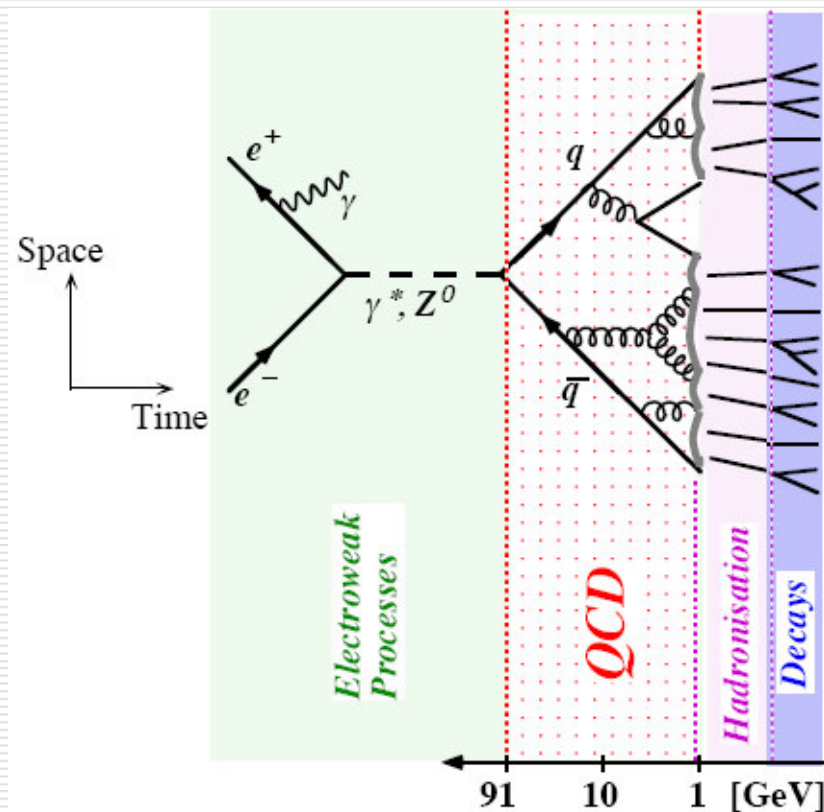 e+
γ
q
Space
γ*, Z⁰
Time
e⁻
q̅
Electroweak
Processes
QCD
Hadronisation
Decays
91 10 1 [GeV]